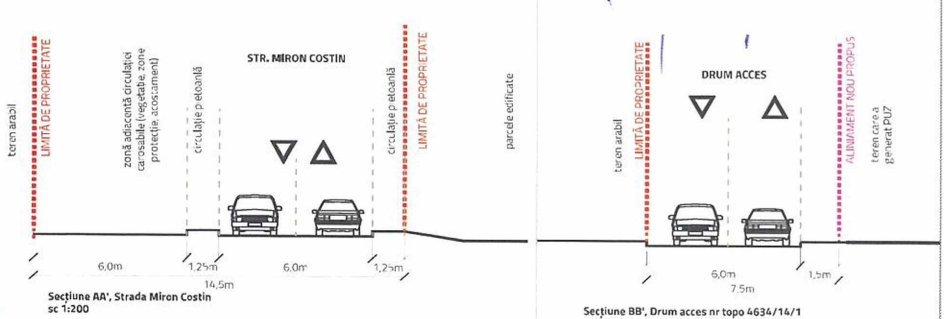 teren arabil
LIMITĂ DE PROPRIETATE
zonă adiacentă circulației
carosabile (vegetație, zone
protecție, acostament)
circulație pietoanlă
STR. MIRON COSTIN
circulație pietoanlă
LIMITĂ DE PROPRIETATE
parcele edificate
6,0m
1,25m
6,0m
1,25m
14,5m
Secțiune AA', Strada Miron Costin
sc 1:200
teren arabil
LIMITĂ DE PROPRIETATE
DRUM ACCES
ALINIAMENT NOU PROPUS
teren care a
generat PUZ
6,0m
1,5m
7.5m
Secțiune BB', Drum acces nr topo 4634/14/1